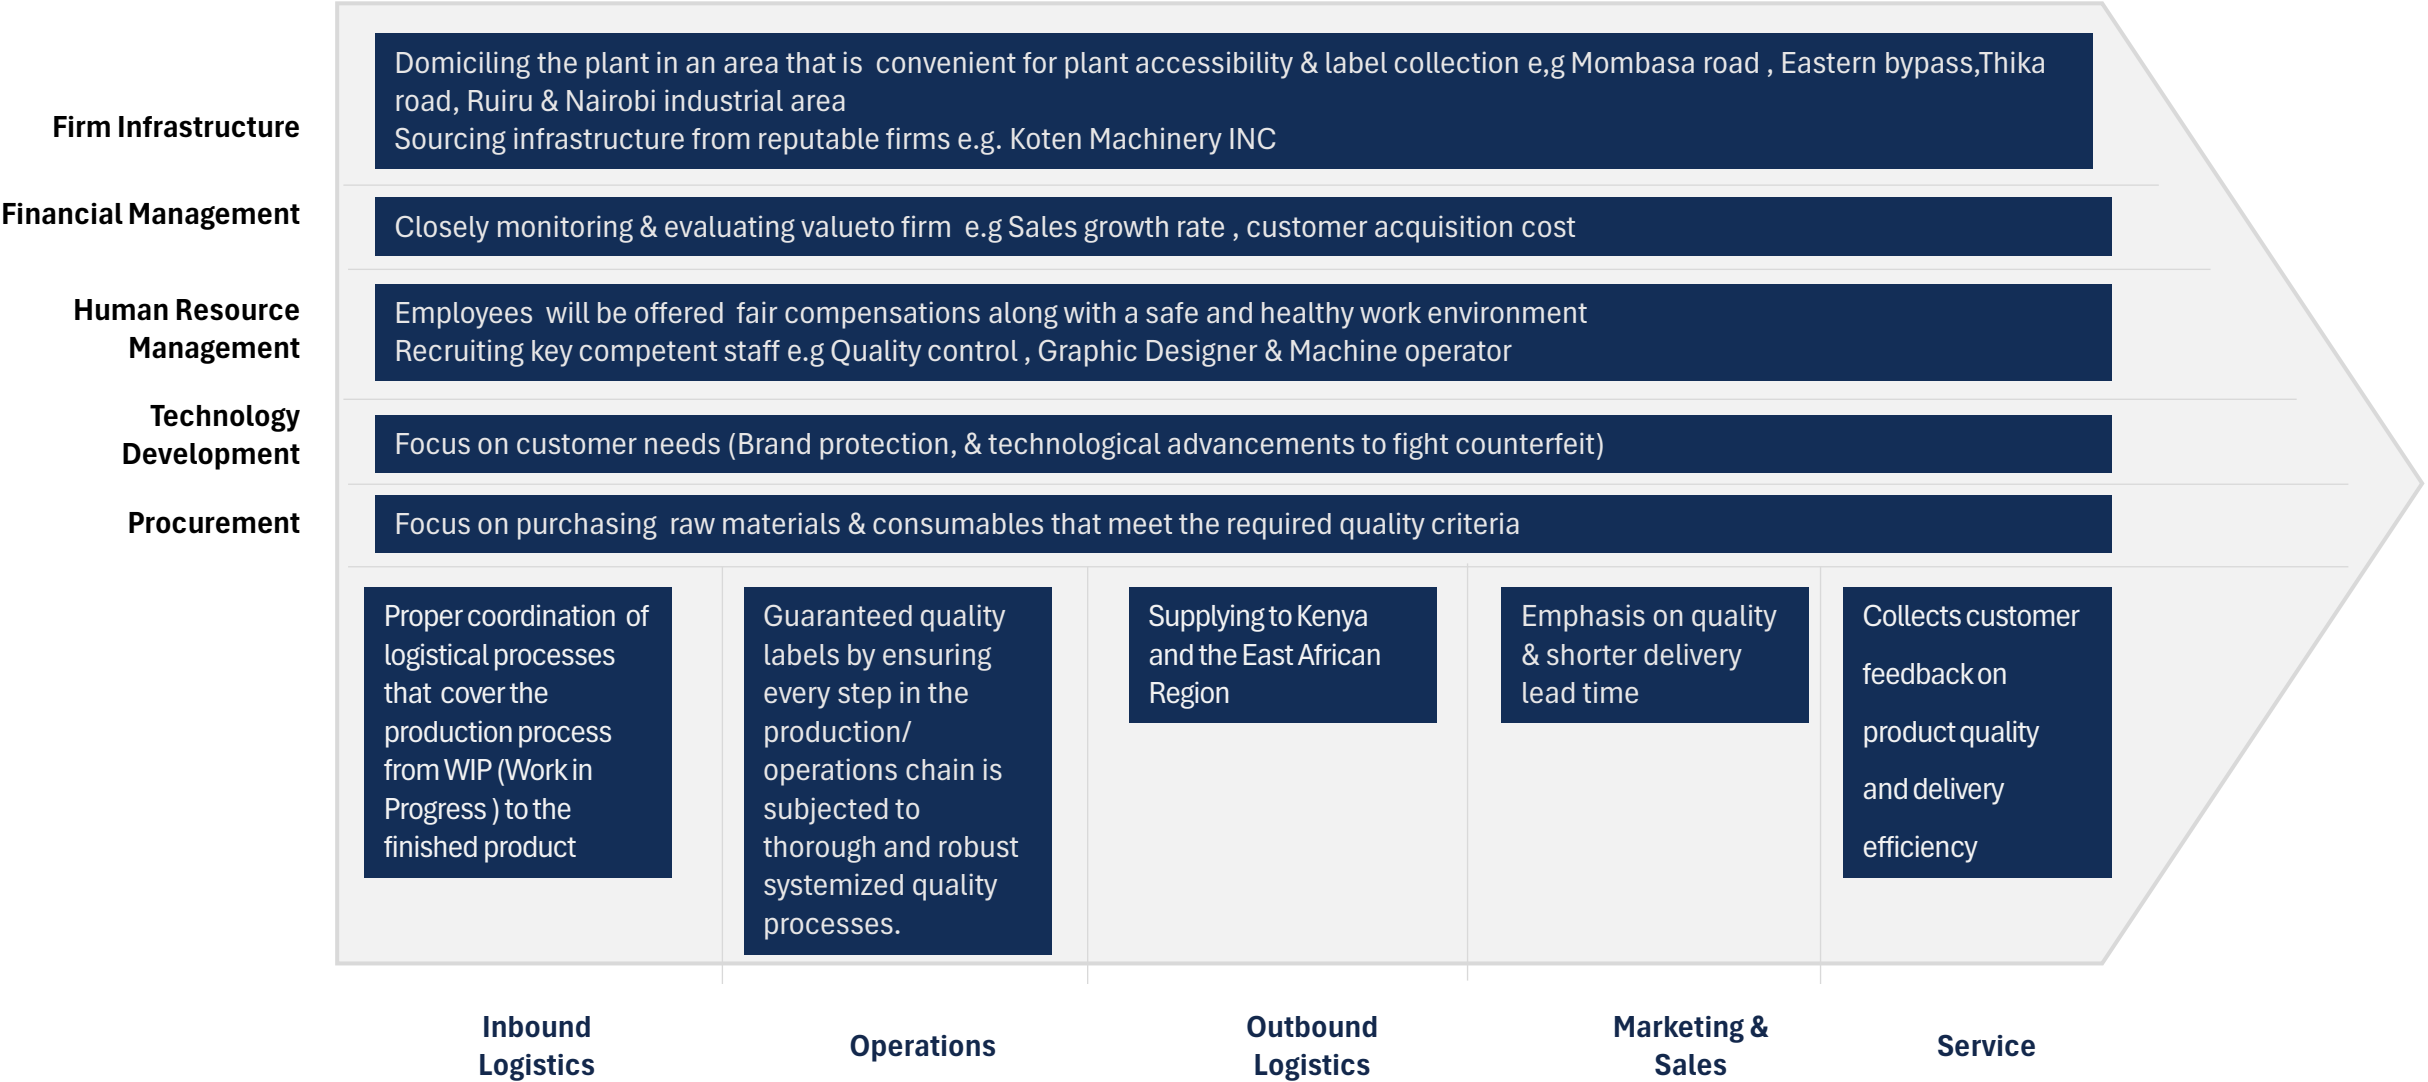 Firm Infrastructure
Domiciling the plant in an area that is  convenient for plant accessibility & label collection e,g Mombasa road , Eastern bypass,Thika
road, Ruiru & Nairobi industrial area
Sourcing infrastructure from reputable firms e.g. Koten Machinery INC
Financial Management
Closely monitoring & evaluating valueto firm  e.g Sales growth rate , customer acquisition cost
Human Resource
Management
Employees  will be offered  fair compensations along with a safe and healthy work environment
Recruiting key competent staff e.g Quality control , Graphic Designer & Machine operator
Technology
Development
Focus on customer needs (Brand protection, & technological advancements to fight counterfeit)
Procurement
Focus on purchasing  raw materials & consumables that meet the required quality criteria
Proper coordination  of
logistical processes
that  cover the
production process
from WIP (Work in
Progress ) to the
finished product
Guaranteed quality
labels by ensuring
every step in the
production/
operations chain is
subjected to
thorough and robust
systemized quality
processes.
Supplying to Kenya
and the East African
Region
Emphasis on quality
& shorter delivery
lead time
Collects customer
feedback on
product quality
and delivery
efficiency
Inbound
Logistics
Operations
Outbound
Logistics
Marketing &
Sales
Service